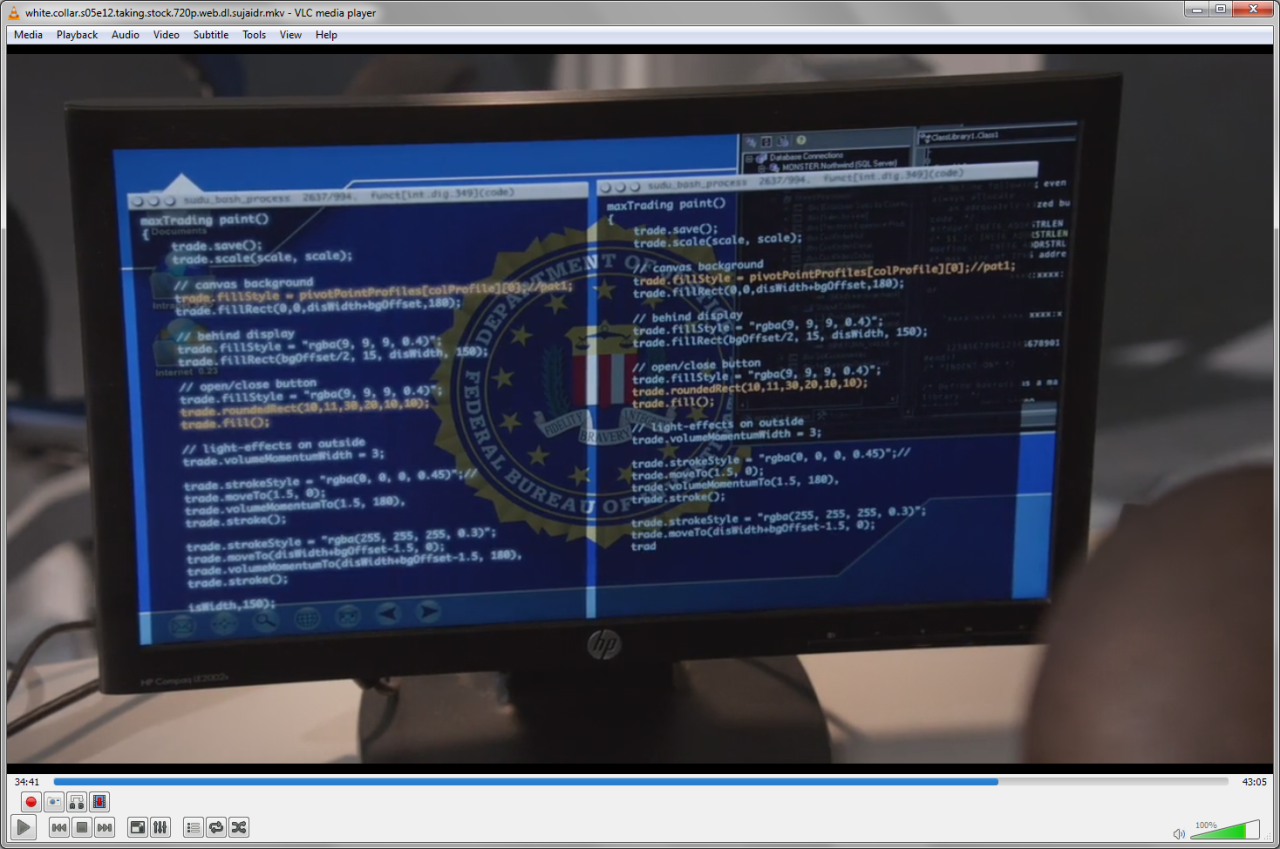 white.collar.s05e12.taking.stock.720p.web.dl.sujaidr.mkv - VLC media player
Media Playback Audio Video Subtitle Tools View Help
sudu_bash_process 2637/994. funct[int.dig.349](code)
maxTrading paint()
{
Documents
trade.save();
trade.scale(scale, scale);
// canvas background
trade.fillStyle = pivotPointProfiles[colProfile][0];//pat1;
trade.fillRect(0,0,disWidth+bgOffset,180);
// behind display
trade.fillStyle = "rgba(9, 9, 9, 0.4)";
trade.fillRect(bgOffset/2, 15, disWidth, 150);
Internet 0.23
// open/close button
trade.fillStyle = "rgba(9, 9, 9, 0.4)";
trade.roundedRect(10,11,30,20,10,10);
trade.fill();
// light-effects on outside
trade.volumeMomentumWidth = 3;
trade.strokeStyle = "rgba(0, 0, 0, 0.45)";//
trade.moveTo(1.5, 0);
trade.volumeMomentumTo(1.5, 180),
trade.stroke();
trade.strokeStyle = "rgba(255, 255, 255, 0.3)";
trade.moveTo(disWidth+bgOffset-1.5, 0);
trade.volumeMomentumTo(disWidth+bgOffset-1.5, 180),
trade.stroke();
isWidth,150);
DEPARTMENT OF
FEDERAL BUREAU OF
FIDELITY BRAVERY
Database Connections
MONSTER.Northwind (SQL Server)
ClassLibrary1.Class1
sudu_bash_process 2637/994. funct[int.dig.349](code)
maxTrading paint()
{
trade.save();
trade.scale(scale, scale);
// canvas background
trade.fillStyle = pivotPointProfiles[colProfile][0];//pat1;
trade.fillRect(0,0,disWidth+bgOffset,180);
// behind display
trade.fillStyle = "rgba(9, 9, 9, 0.4)";
trade.fillRect(bgOffset/2, 15, disWidth, 150);
// open/close button
trade.fillStyle = "rgba(9, 9, 9, 0.4)";
trade.roundedRect(10,11,30,20,10,10);
trade.fill();
// light-effects on outside
trade.volumeMomentumWidth = 3;
trade.strokeStyle = "rgba(0, 0, 0, 0.45)";//
trade.moveTo(1.5, 0);
trade.volumeMomentumTo(1.5, 180),
trade.stroke();
trade.strokeStyle = "rgba(255, 255, 255, 0.3)";
trade.moveTo(disWidth+bgOffset-1.5, 0);
trad
hp
HP Compaq
34:41
43:05
100%